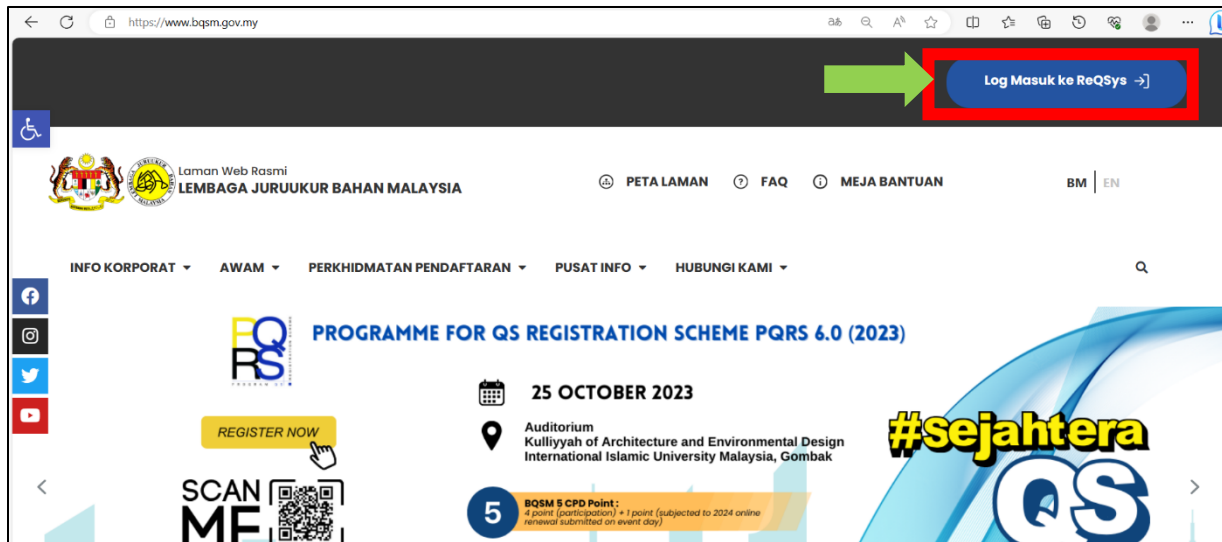 https://www.bqsm.gov.my
Log Masuk ke ReQSys
Laman Web Rasmi
LEMBAGA JURUUKUR BAHAN MALAYSIA
PETA LAMAN
FAQ
MEJA BANTUAN
BM | EN
INFO KORPORAT
AWAM
PERKHIDMATAN PENDAFTARAN
PUSAT INFO
HUBUNGI KAMI
PQRS
PROGRAMME FOR QS REGISTRATION SCHEME PQRS 6.0 (2023)
25 OCTOBER 2023
Auditorium
Kulliyyah of Architecture and Environmental Design
International Islamic University Malaysia, Gombak
REGISTER NOW
SCAN
ME
5
BQSM 5 CPD Point :
4 point (participation) + 1 point (subjected to 2024 online
renewal submitted on event day)
#sejahtera
QS